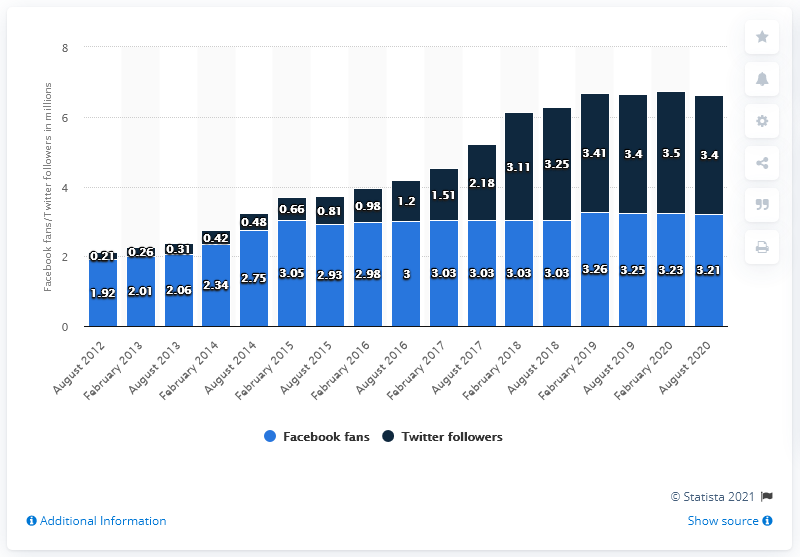 Facebook fans/Twitter followers in millions
8
6
4
2
0
0.21 0.26 0.31 0.42 0.48 0.66 0.81 0.98 1.2 1.51 2.18 3.11 3.25 3.41 3.4 3.5 3.4
1.92 2.01 2.06 2.34 2.75 3.05 2.93 2.98 3 3.03 3.03 3.03 3.03 3.26 3.25 3.23 3.21
August 2012
February 2013
August 2013
February 2014
August 2014
February 2015
August 2015
February 2016
August 2016
February 2017
August 2017
February 2018
August 2018
February 2019
August 2019
February 2020
August 2020
Facebook fans Twitter followers
© Statista 2021
Additional Information Show source